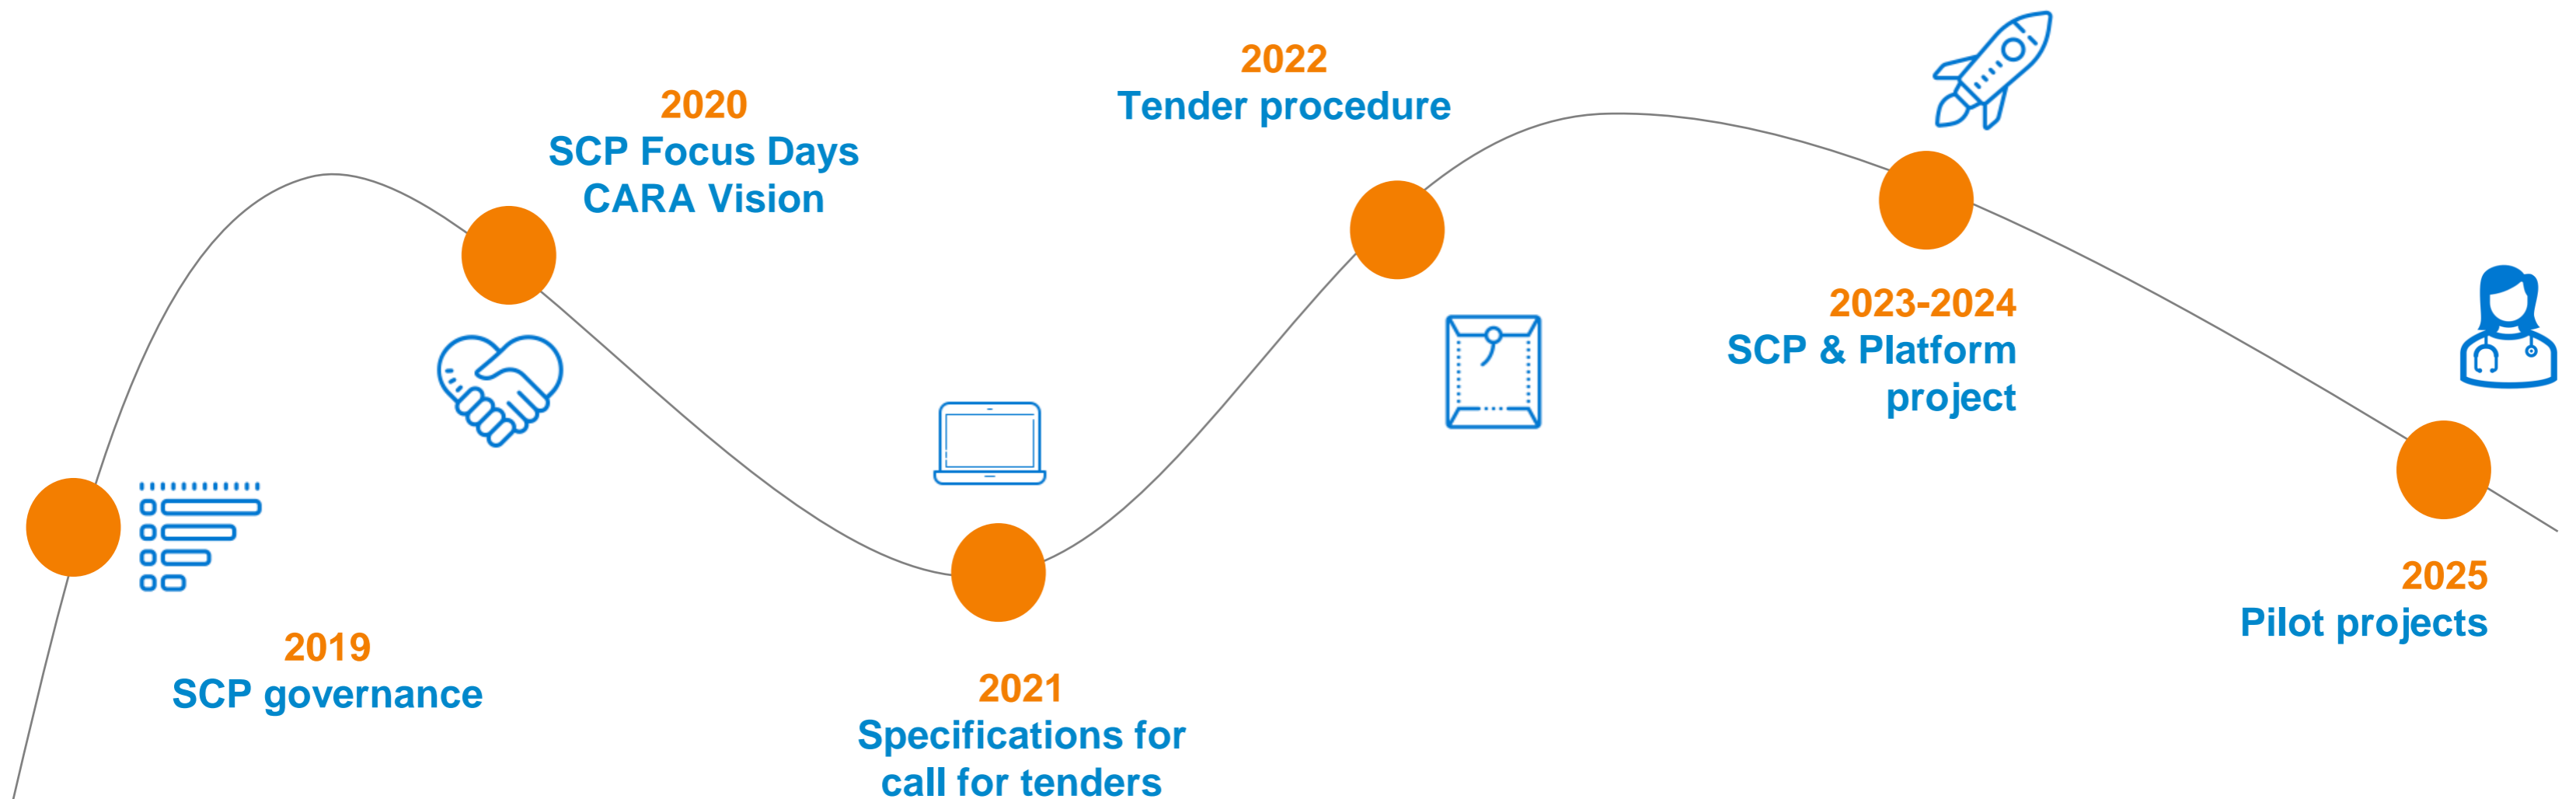 2019
SCP governance
2020
SCP Focus Days
CARA Vision
2021
Specifications for
call for tenders
2022
Tender procedure
2023-2024
SCP & Platform
project
2025
Pilot projects